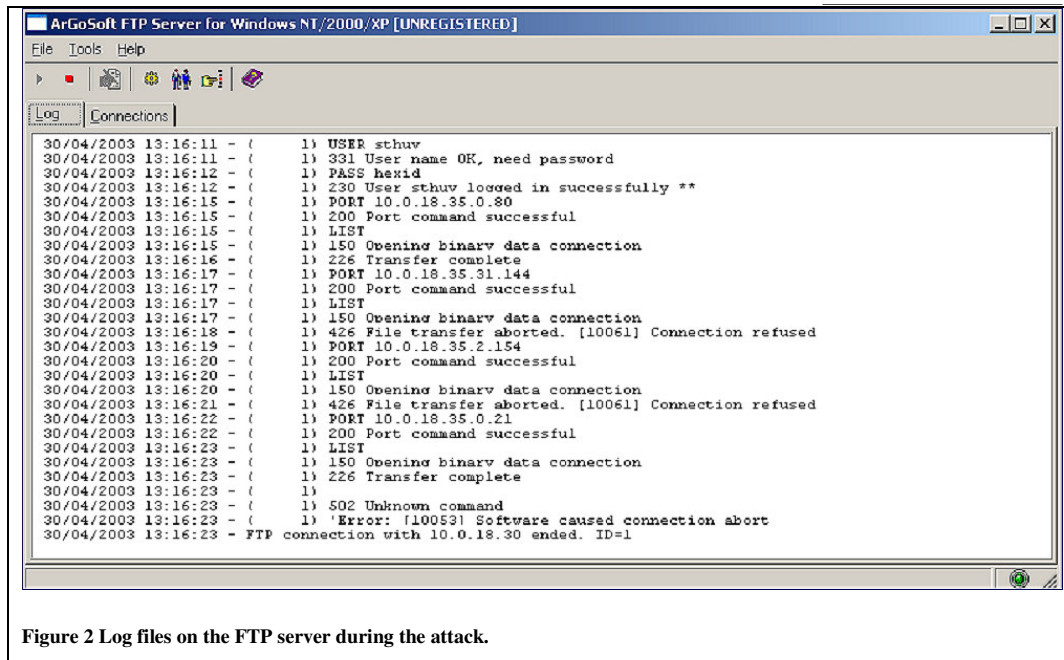 ArGoSoft FTP Server for Windows NT/2000/XP [UNREGISTERED]
File Tools Help
Log Connections
30/04/2003 13:16:11 - ( 1) USER sthuv
30/04/2003 13:16:11 - ( 1) 331 User name OK, need password
30/04/2003 13:16:12 - ( 1) PASS hexid
30/04/2003 13:16:12 - ( 1) 230 User sthuv logged in successfully **
30/04/2003 13:16:15 - ( 1) PORT 10.0.18.35.0.80
30/04/2003 13:16:15 - ( 1) 200 Port command successful
30/04/2003 13:16:15 - ( 1) LIST
30/04/2003 13:16:15 - ( 1) 150 Opening binary data connection
30/04/2003 13:16:16 - ( 1) 226 Transfer complete
30/04/2003 13:16:17 - ( 1) PORT 10.0.18.35.31.144
30/04/2003 13:16:17 - ( 1) 200 Port command successful
30/04/2003 13:16:17 - ( 1) LIST
30/04/2003 13:16:17 - ( 1) 150 Opening binary data connection
30/04/2003 13:16:18 - ( 1) 426 File transfer aborted. [10061] Connection refused
30/04/2003 13:16:19 - ( 1) PORT 10.0.18.35.2.154
30/04/2003 13:16:20 - ( 1) 200 Port command successful
30/04/2003 13:16:20 - ( 1) LIST
30/04/2003 13:16:20 - ( 1) 150 Opening binary data connection
30/04/2003 13:16:21 - ( 1) 426 File transfer aborted. [10061] Connection refused
30/04/2003 13:16:22 - ( 1) PORT 10.0.18.35.0.21
30/04/2003 13:16:22 - ( 1) 200 Port command successful
30/04/2003 13:16:23 - ( 1) LIST
30/04/2003 13:16:23 - ( 1) 150 Opening binary data connection
30/04/2003 13:16:23 - ( 1) 226 Transfer complete
30/04/2003 13:16:23 - ( 1)
30/04/2003 13:16:23 - ( 1) 502 Unknown command
30/04/2003 13:16:23 - ( 1) 'Error: [10053] Software caused connection abort
30/04/2003 13:16:23 - FTP connection with 10.0.18.30 ended. ID=1
Figure 2 Log files on the FTP server during the attack.